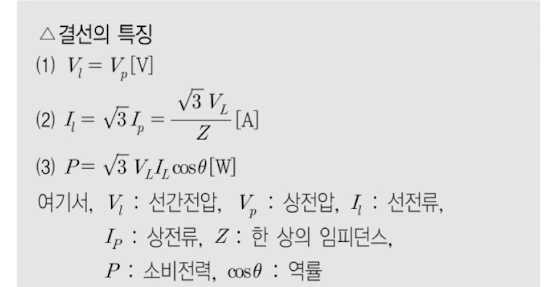 △결선의 특징
(1) V_l = V_p[V]
(2) I_l = √3 I_p = √3 V_L / Z [A]
(3) P = √3 V_L I_L cosθ[W]
여기서, V_l : 선간전압, V_p : 상전압, I_l : 선전류,
I_P : 상전류, Z : 한 상의 임피던스,
P : 소비전력, cosθ : 역률